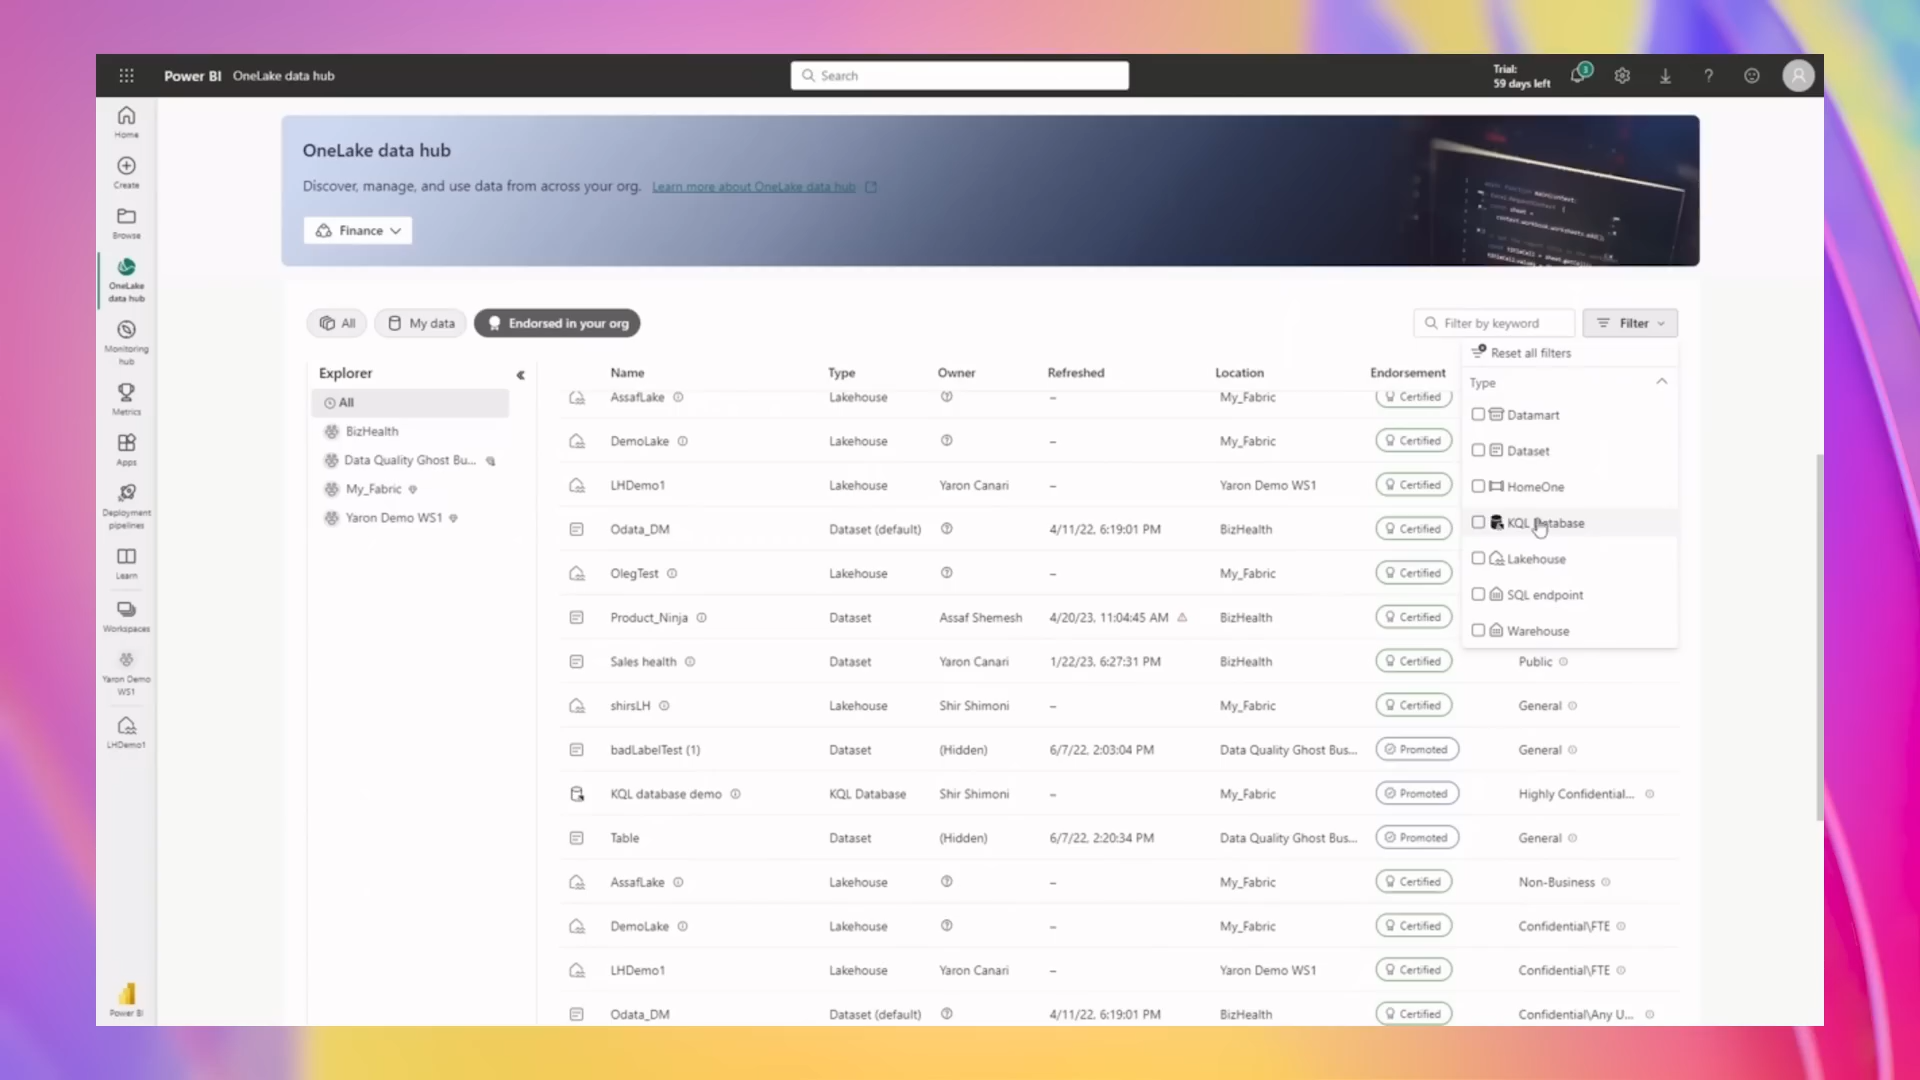 Power BI OneLake data hub
Search
Trial:
59 days left
3
Home
Create
Browse
OneLake
data hub
Monitoring
hub
Metrics
Apps
Deployment
pipelines
Learn
Workspaces
Yaron Demo
WS1
LHDemo1
Power BI
OneLake data hub
Discover, manage, and use data from across your org. Learn more about OneLake data hub
Finance
All
My data
Endorsed in your org
Filter by keyword
Filter
Explorer
All
BizHealth
Data Quality Ghost Bu...
My_Fabric
Yaron Demo WS1
Name Type Owner Refreshed Location Endorsement
AssafLake Lakehouse – My_Fabric Certified
DemoLake Lakehouse – My_Fabric Certified
LHDemo1 Lakehouse Yaron Canari – Yaron Demo WS1 Certified
Odata_DM Dataset (default) 4/11/22, 6:19:01 PM BizHealth Certified
OlegTest Lakehouse – My_Fabric Certified
Product_Ninja Dataset Assaf Shemesh 4/20/23, 11:04:45 AM BizHealth Certified
Sales health Dataset Yaron Canari 1/22/23, 6:27:31 PM BizHealth Certified Public
shirsLH Lakehouse Shir Shimoni – My_Fabric Certified General
badLabelTest (1) Dataset (Hidden) 6/7/22, 2:03:04 PM Data Quality Ghost Bus... Promoted General
KQL database demo KQL Database Shir Shimoni – My_Fabric Promoted Highly Confidential...
Table Dataset (Hidden) 6/7/22, 2:20:34 PM Data Quality Ghost Bus... Promoted General
AssafLake Lakehouse – My_Fabric Certified Non-Business
DemoLake Lakehouse – My_Fabric Certified Confidential\FTE
LHDemo1 Lakehouse Yaron Canari – Yaron Demo WS1 Certified Confidential\FTE
Odata_DM Dataset (default) 4/11/22, 6:19:01 PM BizHealth Certified Confidential\Any U...
Reset all filters
Type
Datamart
Dataset
HomeOne
KQL Database
Lakehouse
SQL endpoint
Warehouse